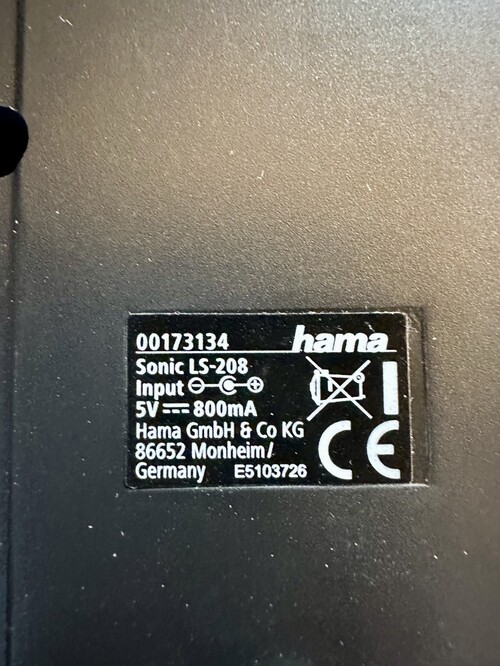 00173134 hama
Sonic LS-208
Input
5V 800mA
Hama GmbH & Co KG
86652 Monheim/
Germany E5103726
CE